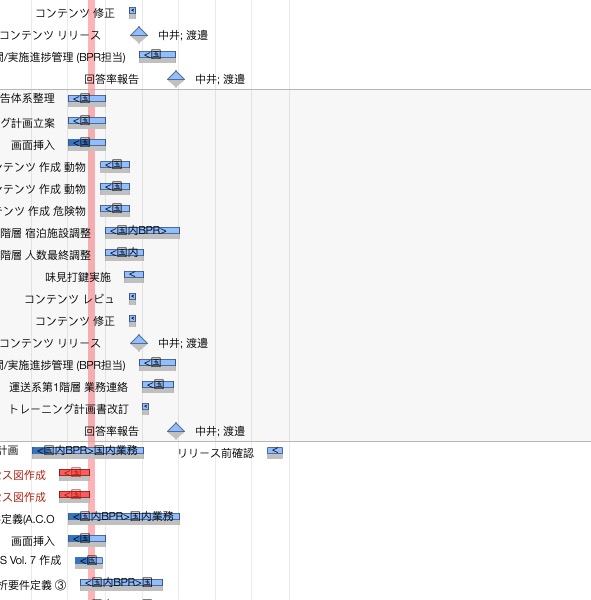 コンテンツ 修正 <
コンテンツ リリース 中井; 渡邉
/実施進捗管理 (BPR担当) <国
回答率報告 中井; 渡邉
告体系整理 <国
グ計画立案 <国
画面挿入 <国
テンツ 作成 動物 <国
テンツ 作成 動物 <国
テンツ 作成 危険物 <国
階層 宿泊施設調整 <国内BPR>
階層 人数最終調整 <国内
味見打鍵実施 <
コンテンツ レビュ <
コンテンツ 修正 <
コンテンツ リリース 中井; 渡邉
/実施進捗管理 (BPR担当) <国
運送系第1階層 業務連絡 <国
トレーニング計画書改訂 <
回答率報告 中井; 渡邉
計画 <国内BPR>国内業務 リリース前確認 <
ス図作成 <国
ス図作成 <国
定義(A.C.O <国内BPR>国内業務
画面挿入 <国
S Vol. 7 作成 <国
析要件定義 ③ <国内BPR>国